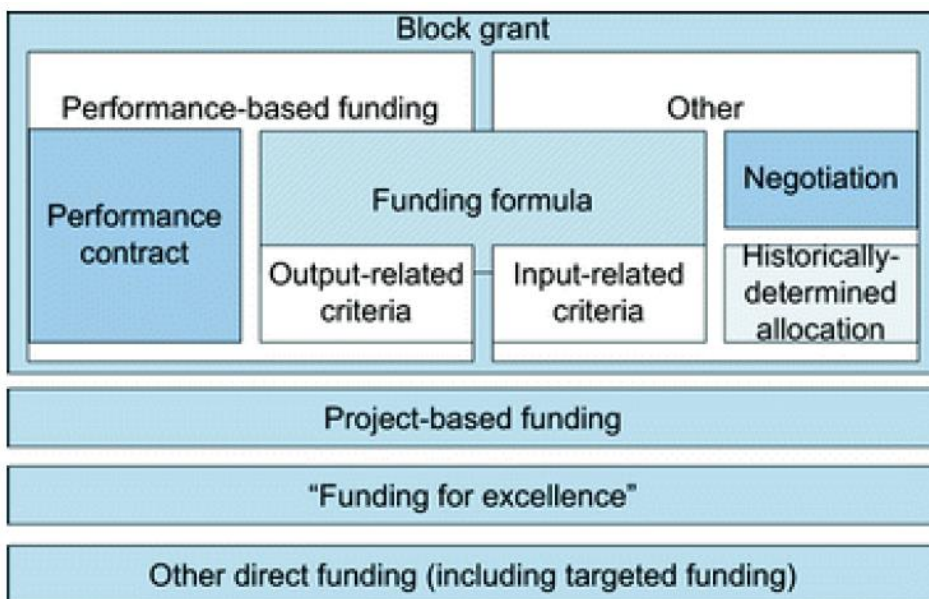 Block grant
Performance-based funding
Other
Performance
contract
Funding formula
Negotiation
Output-related
criteria
Input-related
criteria
Historically-
determined
allocation
Project-based funding
“Funding for excellence”
Other direct funding (including targeted funding)